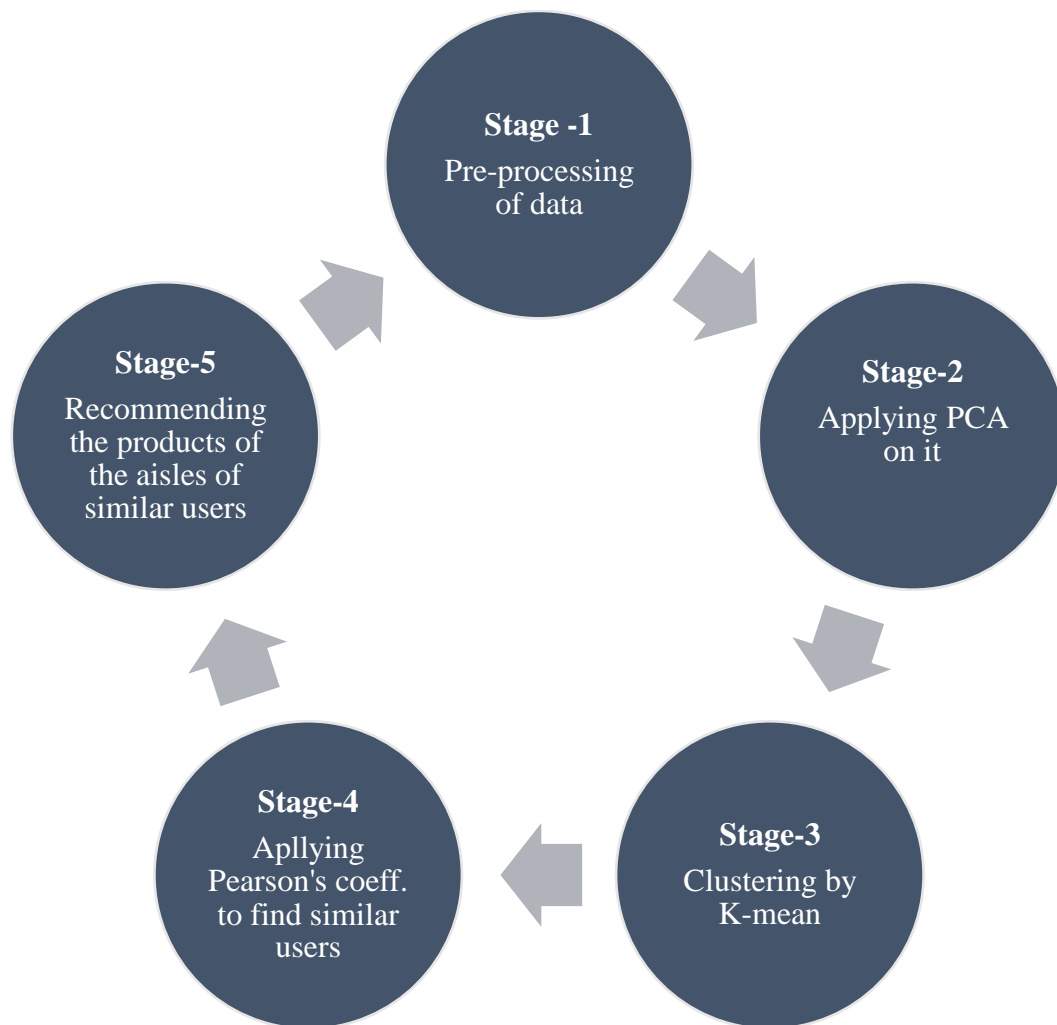 Stage -1
Pre-processing
of data
Stage-2
Applying PCA
on it
Stage-3
Clustering by
K-mean
Stage-4
Apllying
Pearson's coeff.
to find similar
users
Stage-5
Recommending
the products of
the aisles of
similar users